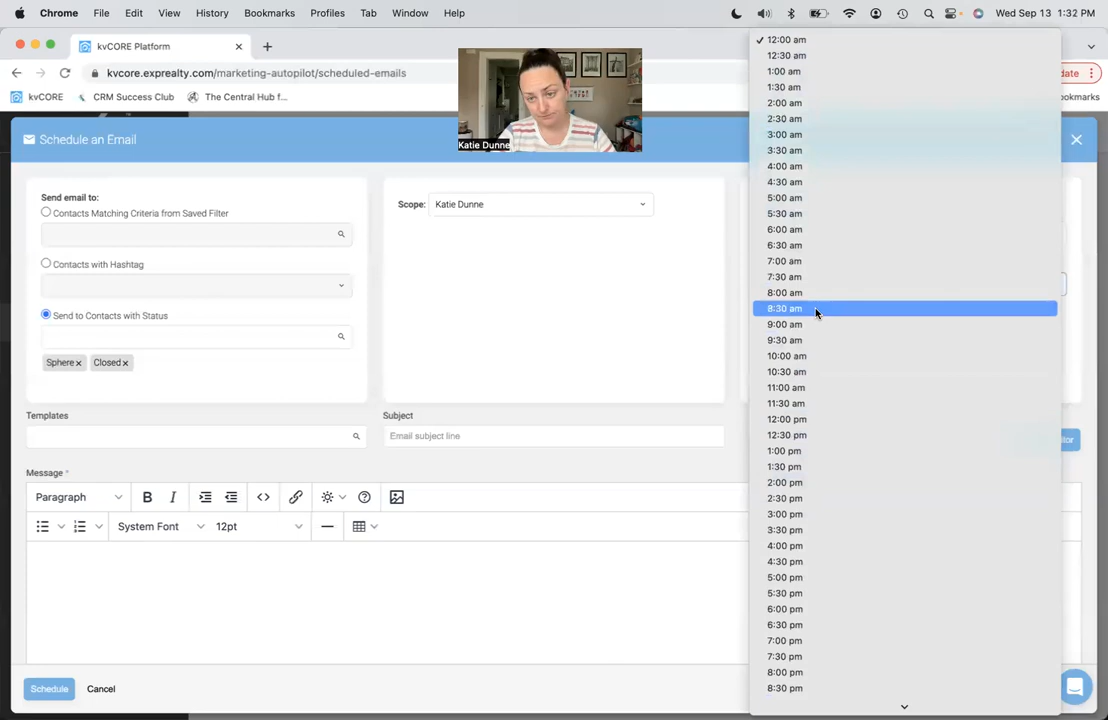 Chrome File Edit View History Bookmarks Profiles Tab Window Help Wed Sep 13 1:32 PM
kvCORE Platform
kvcore.exprealty.com/marketing-autopilot/scheduled-emails
date
kvCORE CRM Success Club The Central Hub f...
Schedule an Email
Katie Dunne
Send email to:
Contacts Matching Criteria from Saved Filter
Contacts with Hashtag
Send to Contacts with Status
Sphere
Closed
Scope: Katie Dunne
Templates
Subject
Email subject line
Message *
Paragraph
B I
System Font
12pt
Schedule Cancel
12:00 am
12:30 am
1:00 am
1:30 am
2:00 am
2:30 am
3:00 am
3:30 am
4:00 am
4:30 am
5:00 am
5:30 am
6:00 am
6:30 am
7:00 am
7:30 am
8:00 am
8:30 am
9:00 am
9:30 am
10:00 am
10:30 am
11:00 am
11:30 am
12:00 pm
12:30 pm
1:00 pm
1:30 pm
2:00 pm
2:30 pm
3:00 pm
3:30 pm
4:00 pm
4:30 pm
5:00 pm
5:30 pm
6:00 pm
6:30 pm
7:00 pm
7:30 pm
8:00 pm
8:30 pm